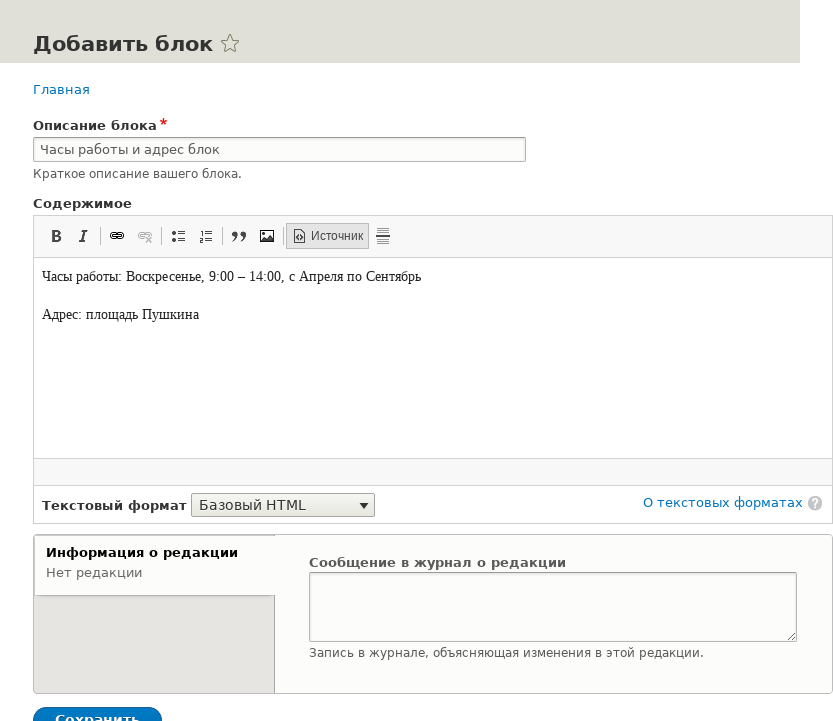 Добавить блок
Главная
Описание блока*
Часы работы и адрес блок
Краткое описание вашего блока.
Содержимое
B I Источник
Часы работы: Воскресенье, 9:00 – 14:00, с Апреля по Сентябрь
Адрес: площадь Пушкина
Текстовый формат Базовый HTML О текстовых форматах ?
Информация о редакции
Нет редакции
Сообщение в журнал о редакции
Запись в журнале, объясняющая изменения в этой редакции.
Сохранить